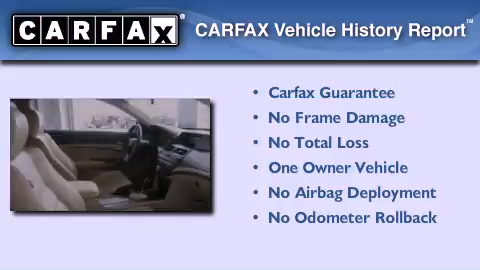 CARFAX® CARFAX Vehicle History Report™
• Carfax Guarantee
• No Frame Damage
• No Total Loss
• One Owner Vehicle
• No Airbag Deployment
• No Odometer Rollback